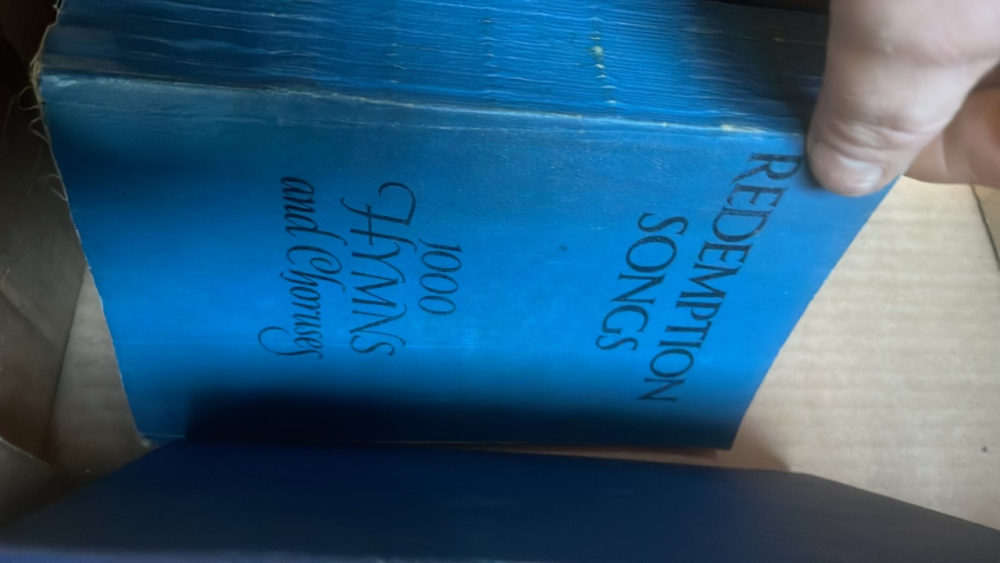 REDEMPTION
SONGS
1000
HYMNS
and Choruses